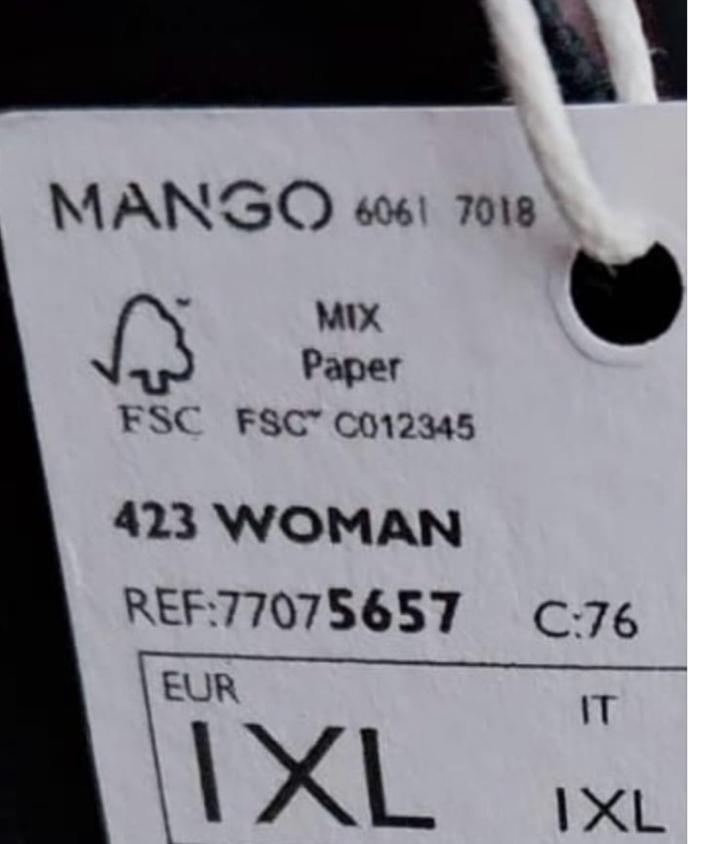 MANGO 6061 7018
MIX
Paper
FSC FSC™ C012345
423 WOMAN
REF:77075657 C:76
EUR IT
1XL 1XL